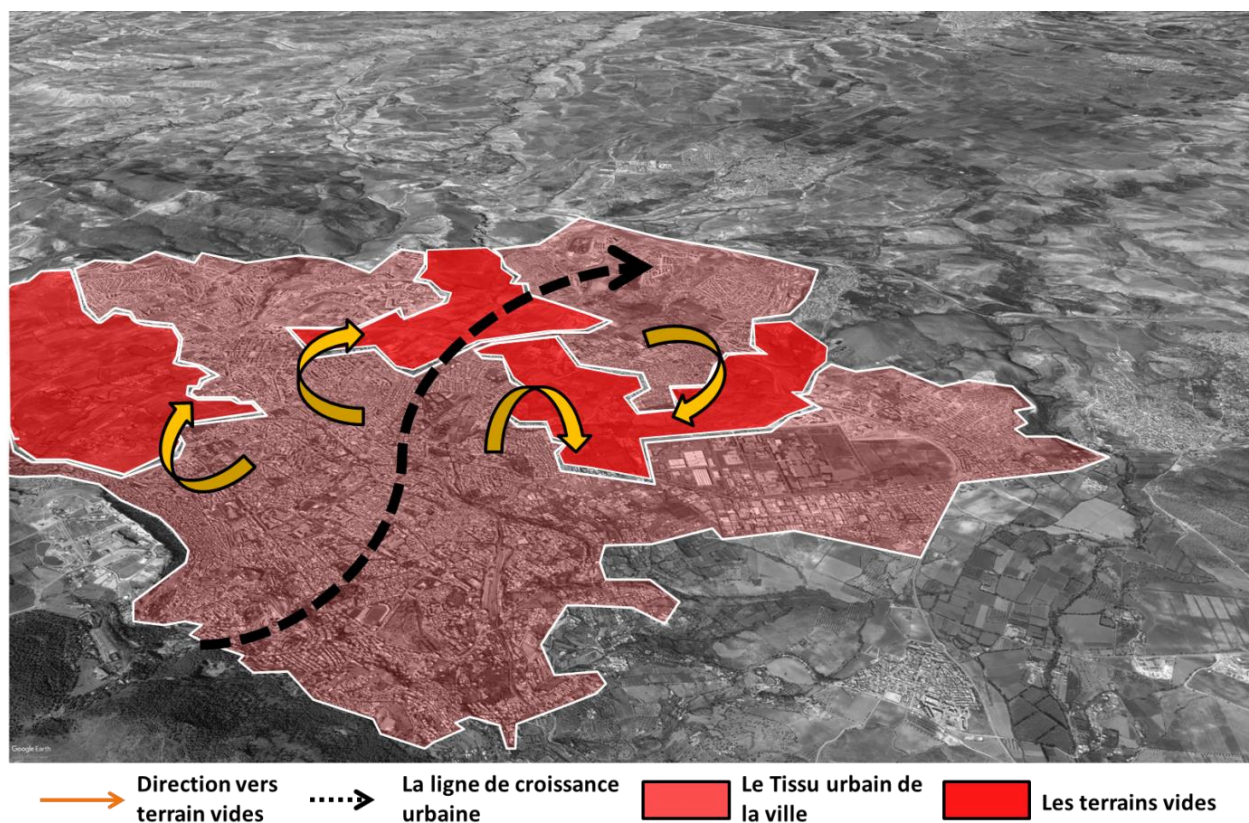 Google Earth
Direction vers
terrain vides
La ligne de croissance
urbaine
Le Tissu urbain de
la ville
Les terrains vides